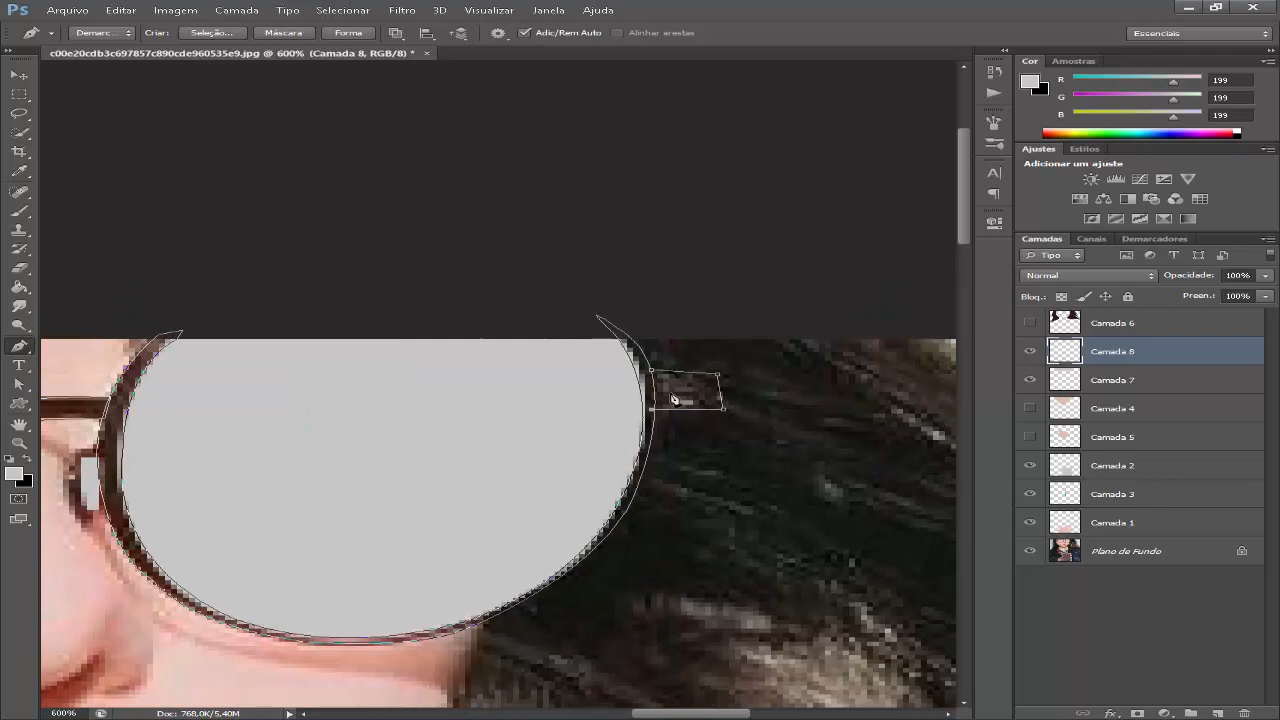 Ps Arquivo Editar Imagem Camada Tipo Selecionar Filtro 3D Visualizar Janela Ajuda
Demarc... Criar: Seleção... Máscara Forma Adic/Rem Auto Alinhar arestas Essenciais
c00e20cdb3c697857c890cde960535e9.jpg @ 600% (Camada 8, RGB/8) * ×
Cor Amostras
R 199
G 199
B 199
Ajustes Estilos
Adicionar um ajuste
Camadas Canais Demarcadores
Tipo
Normal Opacidade: 100%
Bloq.: Preen.: 100%
Camada 6
Camada 8
Camada 7
Camada 4
Camada 5
Camada 2
Camada 3
Camada 1
Plano de Fundo
600% Doc: 768,0K/5,40M